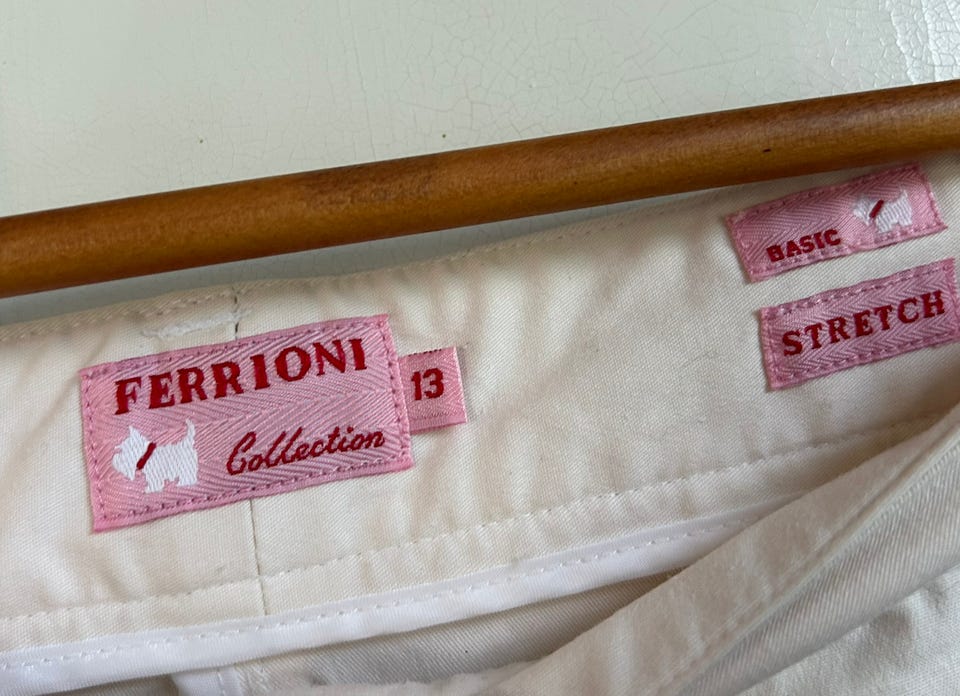 FERRIONI
Collection
13
BASIC
STRETCH